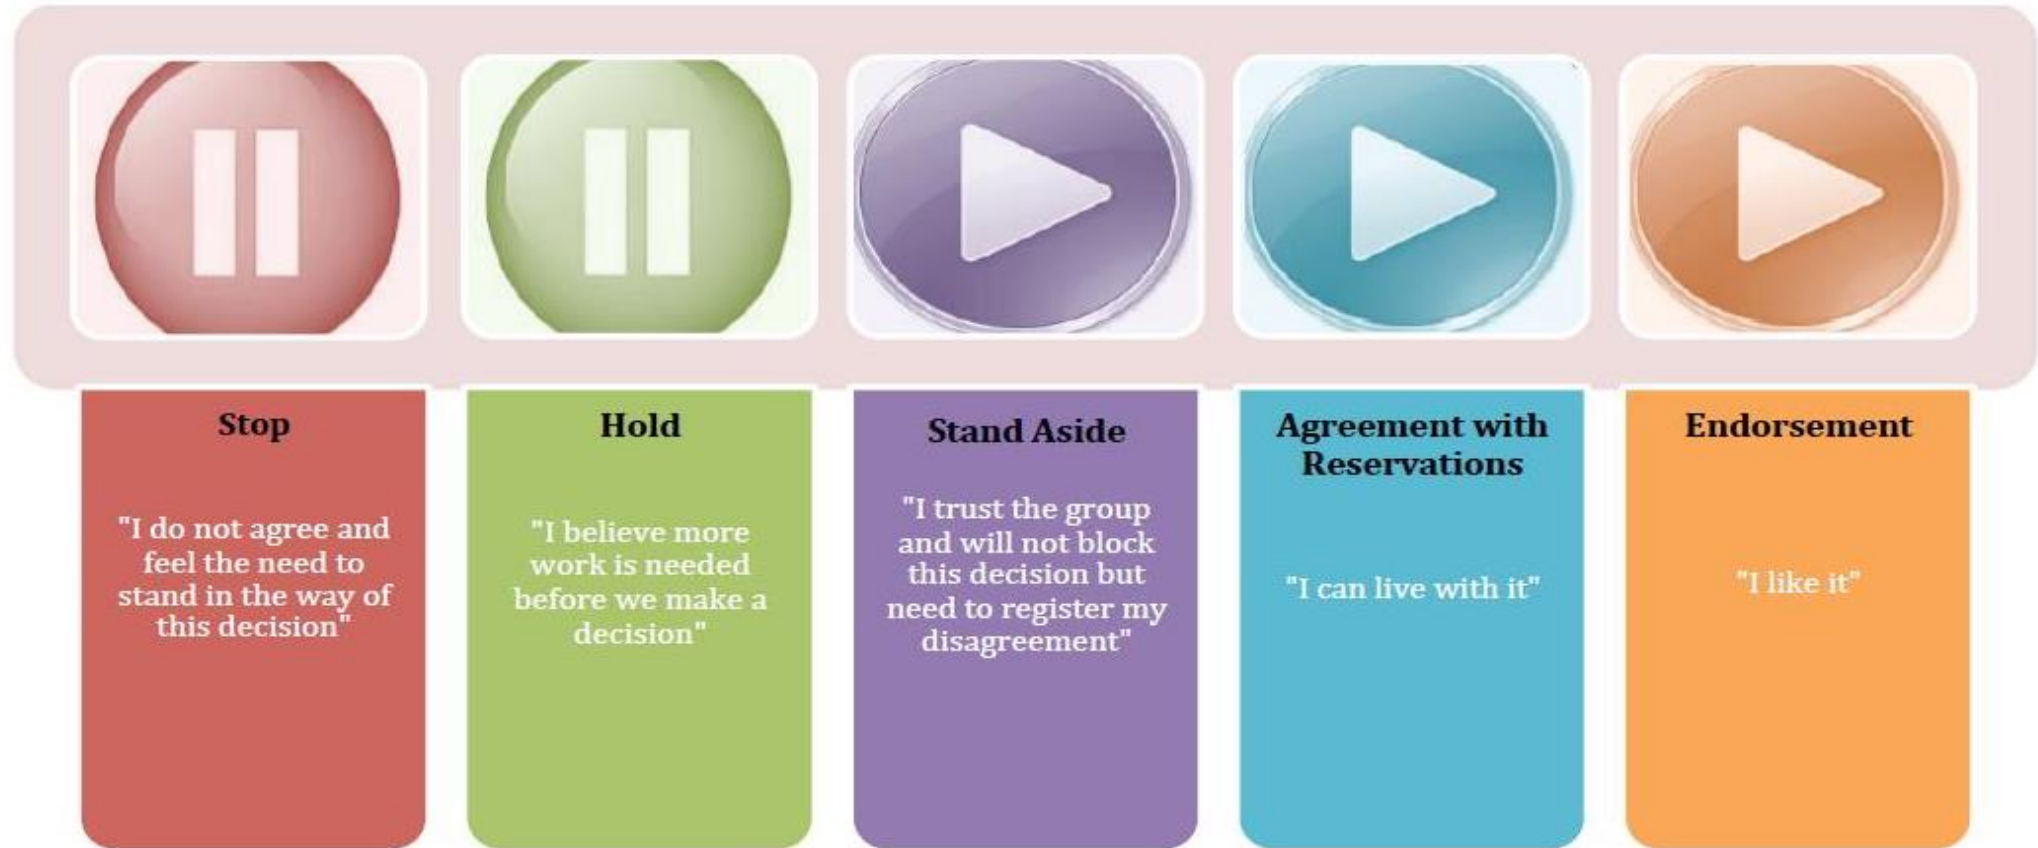 Stop
"I do not agree and
feel the need to
stand in the way of
this decision"
Hold
"I believe more
work is needed
before we make a
decision"
Stand Aside
"I trust the group
and will not block
this decision but
need to register my
disagreement"
Agreement with
Reservations
"I can live with it"
Endorsement
"I like it"